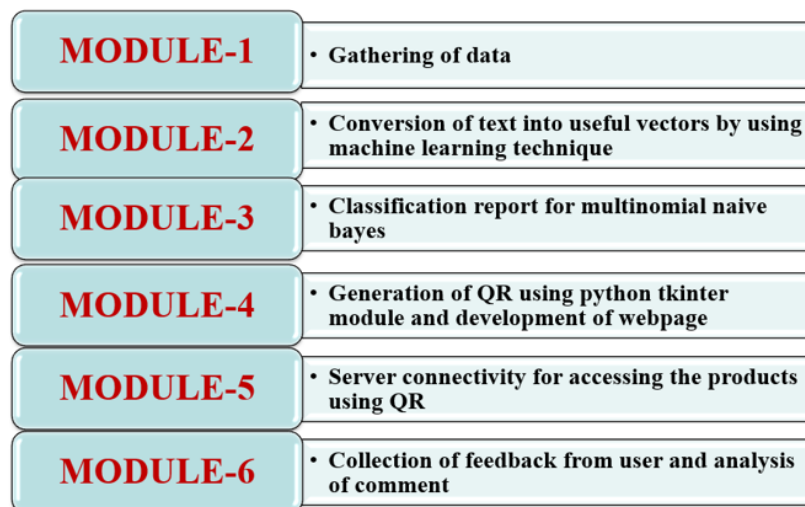 MODULE-1
• Gathering of data
MODULE-2
• Conversion of text into useful vectors by using
machine learning technique
MODULE-3
• Classification report for multinomial naive
bayes
MODULE-4
• Generation of QR using python tkinter
module and development of webpage
MODULE-5
• Server connectivity for accessing the products
using QR
MODULE-6
• Collection of feedback from user and analysis
of comment